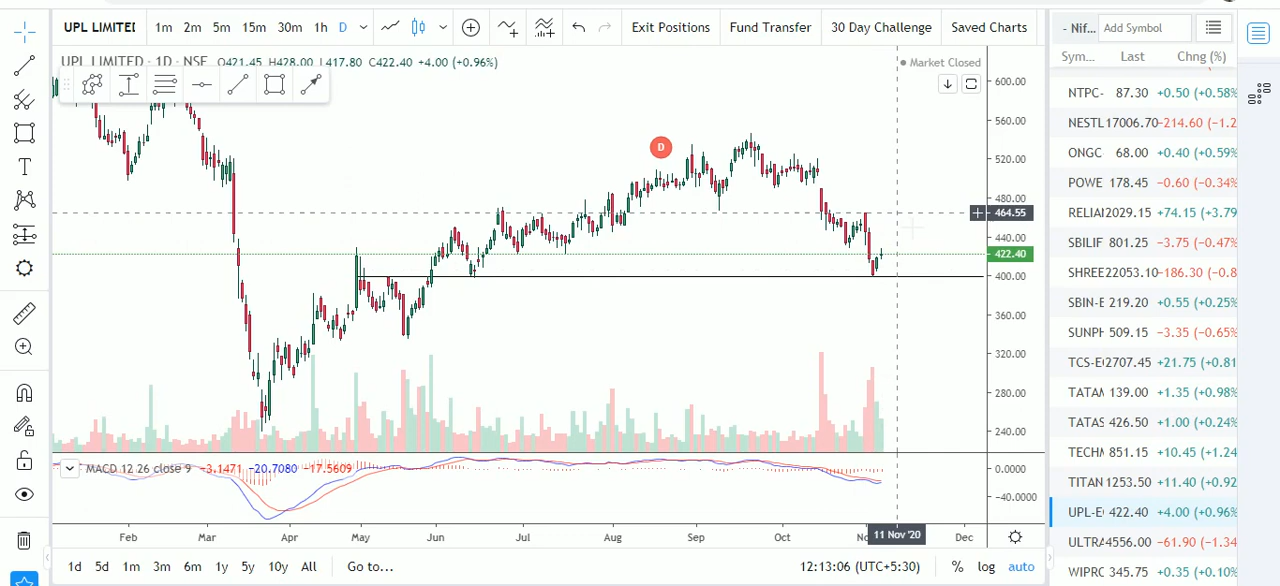 UPL LIMITED 1m 2m 5m 15m 30m 1h D Exit Positions Fund Transfer 30 Day Challenge Saved Charts
UPL LIMITED · 1D · NSE O421.45 H428.00 L417.80 C422.40 +4.00 (+0.96%)
Market Closed
D
600.00
560.00
520.00
480.00
464.55
440.00
422.40
400.00
360.00
320.00
280.00
240.00
MACD 12 26 close 9 −3.1471 −20.7080 −17.5609
0.0000
−40.0000
Feb Mar Apr May Jun Jul Aug Sep Oct No 11 Nov '20 Dec
1d 5d 1m 3m 6m 1y 5y 10y All Go to... 12:13:06 (UTC+5:30) % log auto
- Nif... Add Symbol
Sym... Last Chng (%)
NTPC- 87.30 +0.50 (+0.58%
NESTL 17006.70 −214.60 (−1.2
ONGC 68.00 +0.40 (+0.59%
POWE 178.45 −0.60 (−0.34%
RELIAI 2029.15 +74.15 (+3.79
SBILIF 801.25 −3.75 (−0.47%
SHREE 22053.10 −186.30 (−0.8
SBIN-E 219.20 +0.55 (+0.25%
SUNPH 509.15 −3.35 (−0.65%
TCS-E 2707.45 +21.75 (+0.81
TATAM 139.00 +1.35 (+0.98%
TATAS 426.50 +1.00 (+0.24%
TECHM 851.15 +10.45 (+1.24
TITAN 1253.50 +11.40 (+0.92
UPL-E 422.40 +4.00 (+0.96%
ULTRA 4556.00 −61.90 (−1.34
WIPRC 345.75 +0.35 (+0.10%